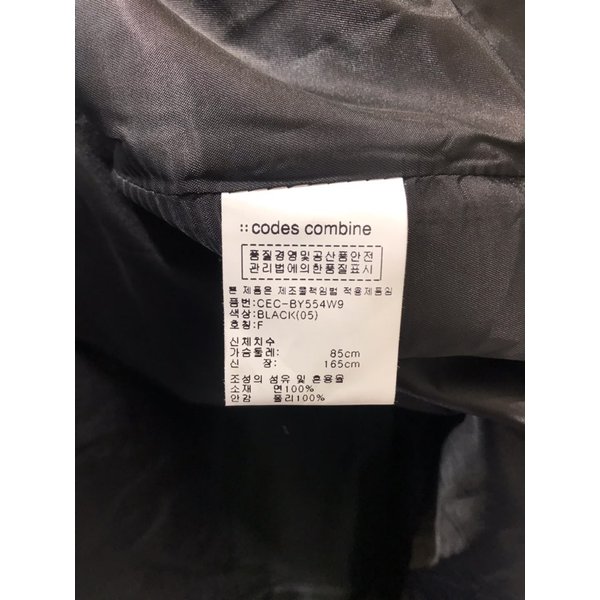 :: codes combine
품질경영및공산품안전
관리법에의한품질표시
본 제품은 제조물책임법 적용제품임
품번:CEC-BY554W9
색상:BLACK(05)
호칭:F
신체치수
가슴둘레: 85cm
신 장: 165cm
조성의 섬유 및 혼용율
소재 면100%
안감 폴리100%